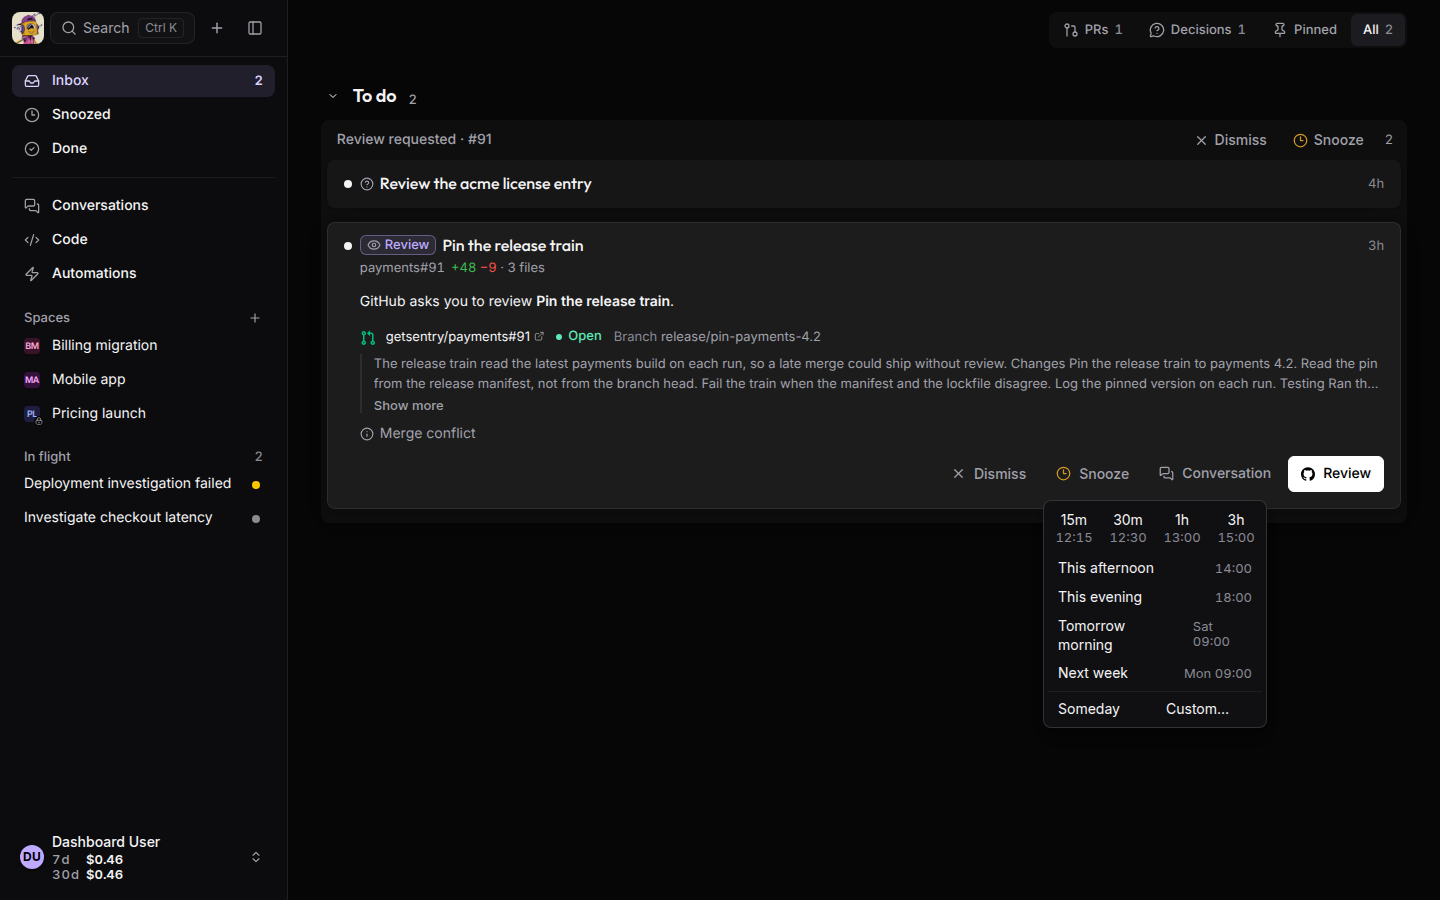 Search Ctrl K
PRs 1 Decisions 1 Pinned All 2
Inbox 2
Snoozed
Done
Conversations
Code
Automations
Spaces
BM Billing migration
MA Mobile app
PL Pricing launch
In flight 2
Deployment investigation failed
Investigate checkout latency
DU Dashboard User
7d $0.46
30d $0.46
To do 2
Review requested · #91 Dismiss Snooze 2
Review the acme license entry 4h
Review Pin the release train 3h
payments#91 +48 −9 · 3 files
GitHub asks you to review Pin the release train.
getsentry/payments#91 Open Branch release/pin-payments-4.2
The release train read the latest payments build on each run, so a late merge could ship without review. Changes Pin the release train to payments 4.2. Read the pin
from the release manifest, not from the branch head. Fail the train when the manifest and the lockfile disagree. Log the pinned version on each run. Testing Ran th...
Show more
Merge conflict
Dismiss Snooze Conversation Review
15m 30m 1h 3h
12:15 12:30 13:00 15:00
This afternoon 14:00
This evening 18:00
Tomorrow morning Sat 09:00
Next week Mon 09:00
Someday Custom...